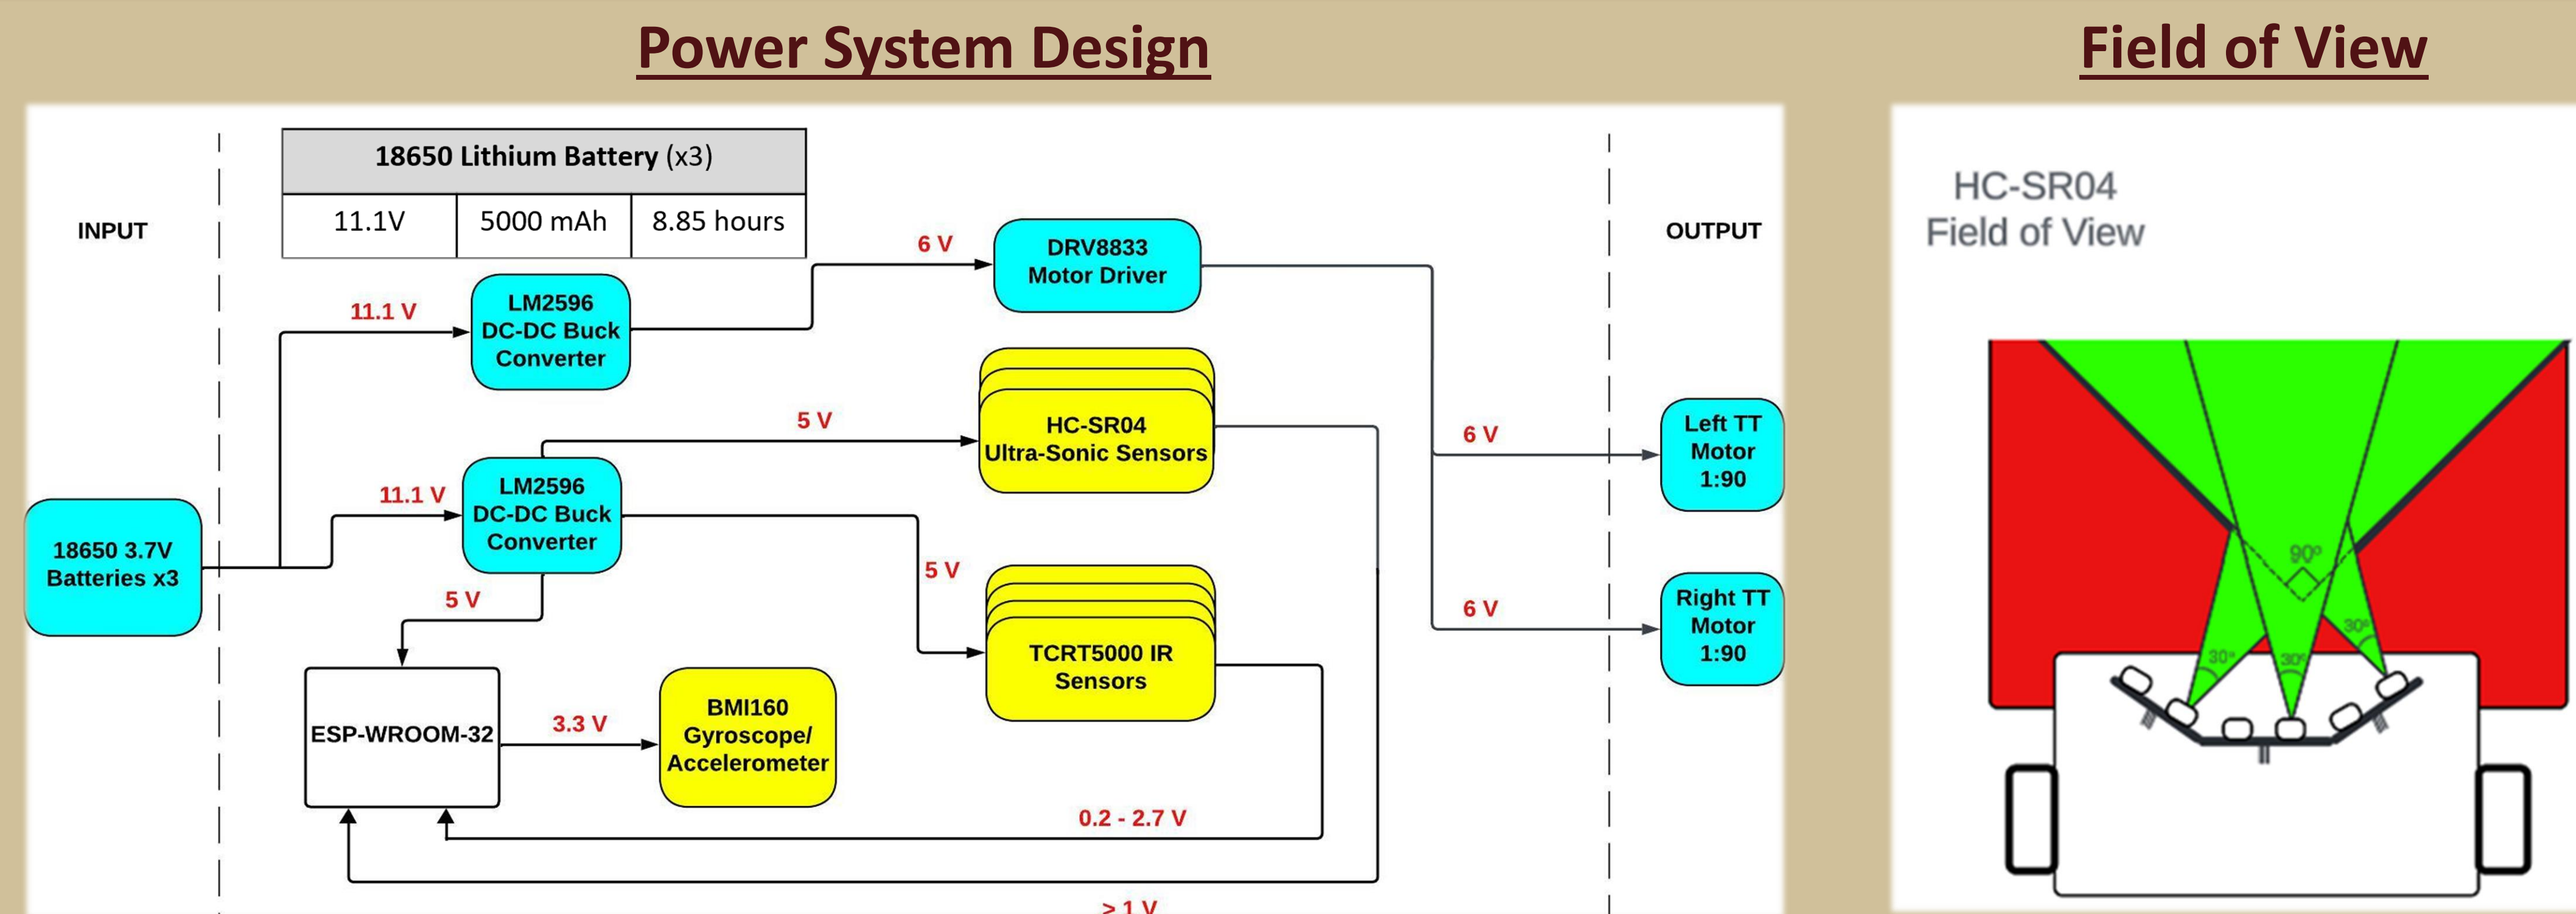 Power System Design
Field of View
18650 Lithium Battery (x3)
11.1V 5000 mAh 8.85 hours
INPUT
OUTPUT
6 V
DRV8833
Motor Driver
11.1 V
LM2596
DC-DC Buck
Converter
5 V
HC-SR04
Ultra-Sonic Sensors
6 V
Left TT
Motor
1:90
11.1 V
LM2596
DC-DC Buck
Converter
18650 3.7V
Batteries x3
5 V
5 V
6 V
Right TT
Motor
1:90
TCRT5000 IR
Sensors
ESP-WROOM-32
3.3 V
BMI160
Gyroscope/
Accelerometer
0.2 - 2.7 V
> 1 V
HC-SR04
Field of View
90º
30º
30º
30º